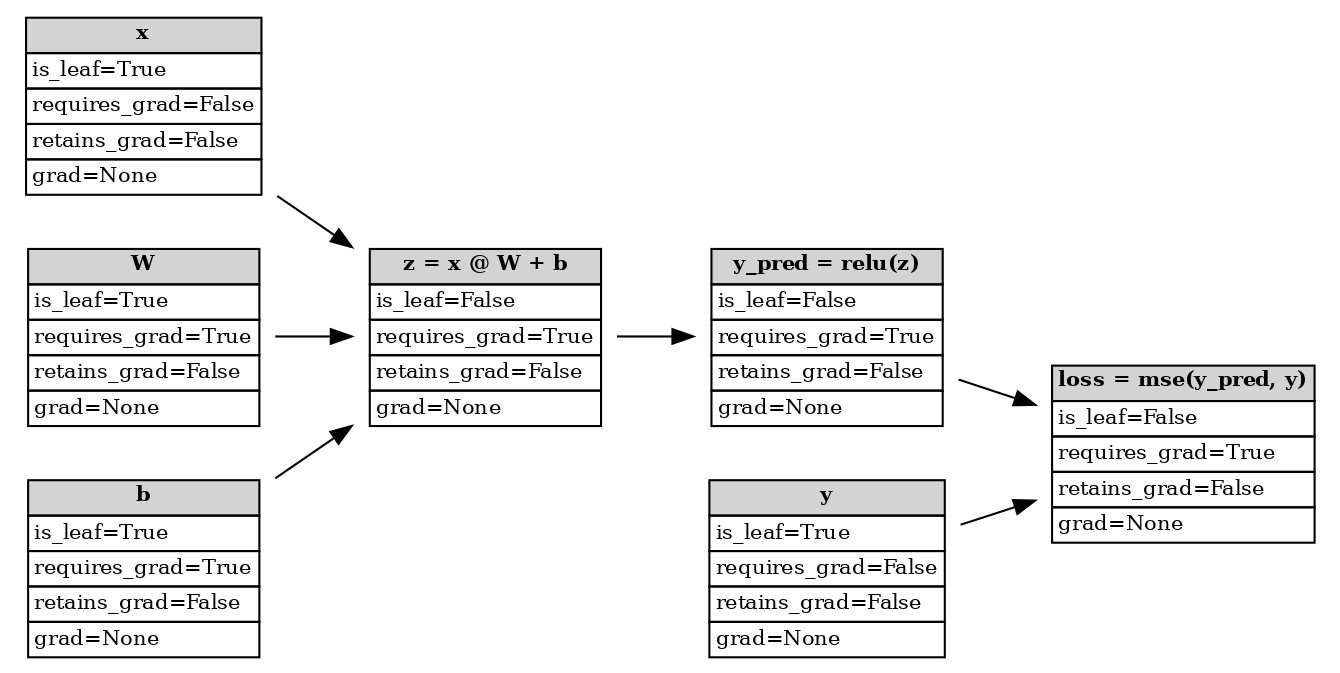 x
is_leaf=True
requires_grad=False
retains_grad=False
grad=None
W
is_leaf=True
requires_grad=True
retains_grad=False
grad=None
b
is_leaf=True
requires_grad=True
retains_grad=False
grad=None
z = x @ W + b
is_leaf=False
requires_grad=True
retains_grad=False
grad=None
y_pred = relu(z)
is_leaf=False
requires_grad=True
retains_grad=False
grad=None
y
is_leaf=True
requires_grad=False
retains_grad=False
grad=None
loss = mse(y_pred, y)
is_leaf=False
requires_grad=True
retains_grad=False
grad=None